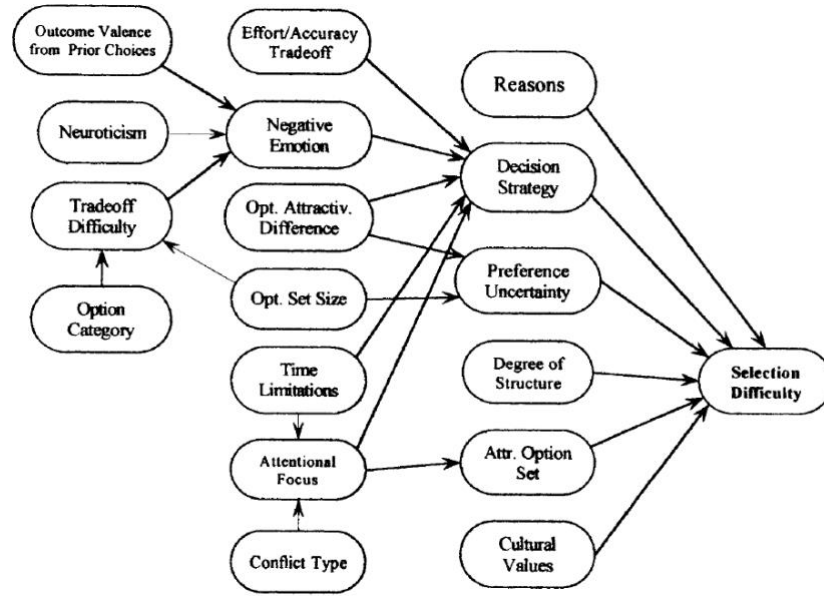 Outcome Valence
from Prior Choices
Effort/Accuracy
Tradeoff
Reasons
Neuroticism
Negative
Emotion
Decision
Strategy
Tradeoff
Difficulty
Opt. Attractiv.
Difference
Preference
Uncertainty
Option
Category
Opt. Set Size
Time
Limitations
Degree of
Structure
Selection
Difficulty
Attentional
Focus
Attr. Option
Set
Conflict Type
Cultural
Values